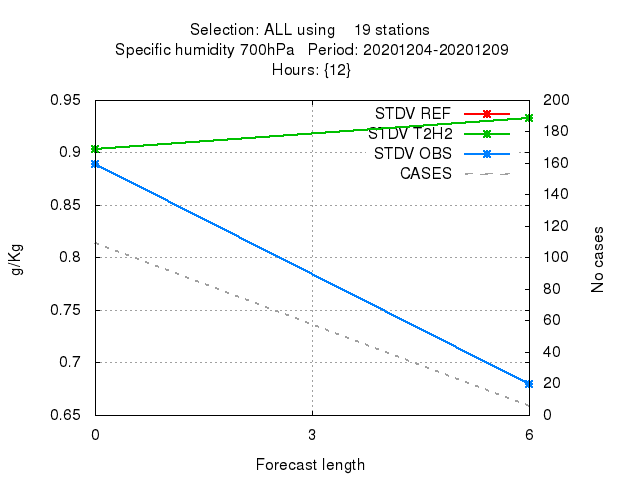 Selection: ALL using 19 stations
Specific humidity 700hPa Period: 20201204-20201209
Hours: {12}
0.95
0.9
0.85
0.8
0.75
0.7
0.65
200
180
160
140
120
100
80
60
40
20
0
STDV REF
STDV T2H2
STDV OBS
CASES
g/Kg
No cases
0
3
6
Forecast length